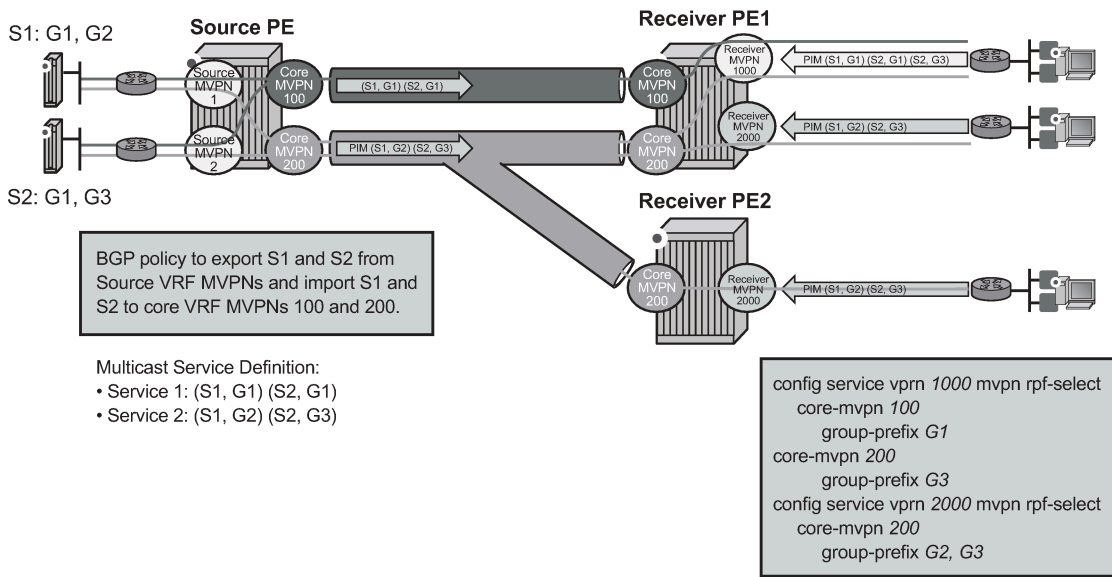 Source PE
Receiver PE1
S1: G1, G2
Source
MVPN
1
Core
MVPN
100
(S1, G1) (S2, G1)
Core
MVPN
100
Receiver
MVPN
1000
PIM (S1, G1) (S2, G1) (S2, G3)
Source
MVPN
2
Core
MVPN
200
PIM (S1, G2) (S2, G3)
Core
MVPN
200
Receiver
MVPN
2000
PIM (S1, G2) (S2, G3)
S2: G1, G3
Receiver PE2
Core
MVPN
200
Receiver
MVPN
2000
PIM (S1, G2) (S2, G3)
BGP policy to export S1 and S2 from
Source VRF MVPNs and import S1 and
S2 to core VRF MVPNs 100 and 200.
Multicast Service Definition:
• Service 1: (S1, G1) (S2, G1)
• Service 2: (S1, G2) (S2, G3)
config service vprn 1000 mvpn rpf-select
core-mvpn 100
group-prefix G1
core-mvpn 200
group-prefix G3
config service vprn 2000 mvpn rpf-select
core-mvpn 200
group-prefix G2, G3